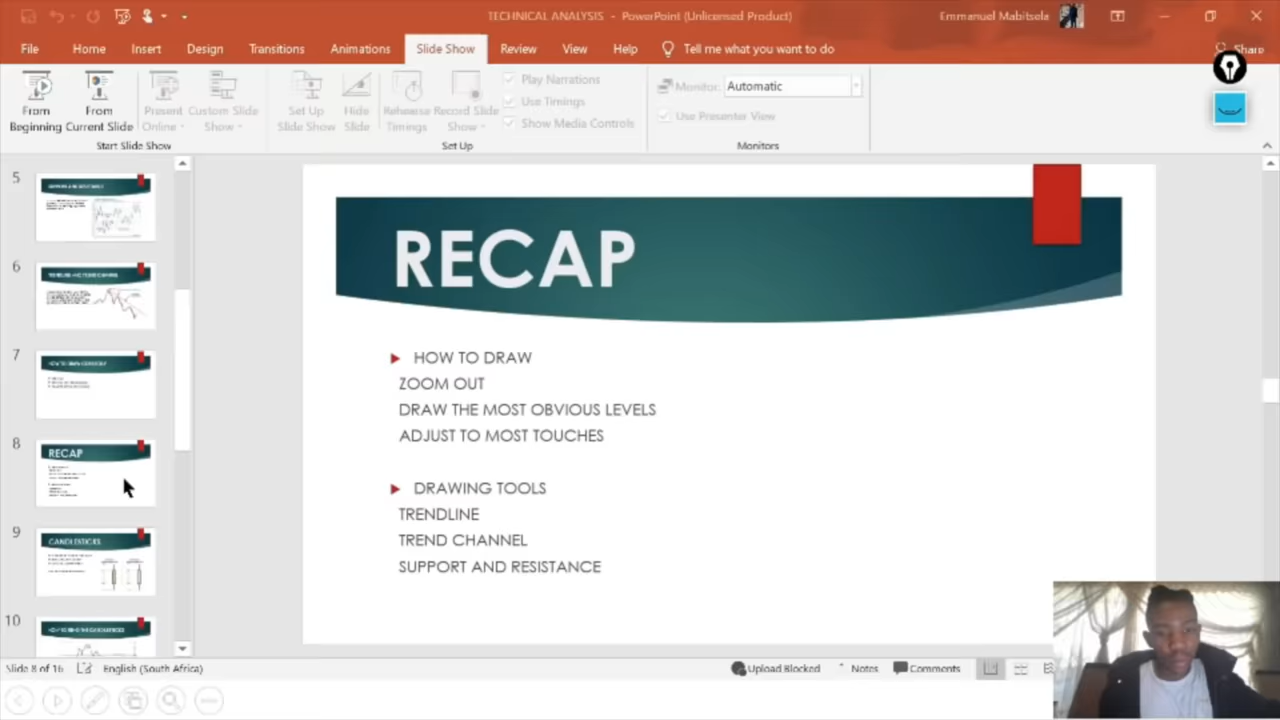 TECHNICAL ANALYSIS - PowerPoint (Unlicensed Product)
Emmanuel Mabitsela
File Home Insert Design Transitions Animations Slide Show Review View Help Tell me what you want to do Share
From Beginning
From Current Slide
Present Online
Custom Slide Show
Set Up Slide Show
Hide Slide
Rehearse Timings
Record Slide Show
Play Narrations
Use Timings
Show Media Controls
Monitor: Automatic
Use Presenter View
Start Slide Show
Set Up
Monitors
5
6
7
HOW TO DRAW CORRECTLY
8
RECAP
9
CANDLESTICKS
10
RECAP
HOW TO DRAW
ZOOM OUT
DRAW THE MOST OBVIOUS LEVELS
ADJUST TO MOST TOUCHES
DRAWING TOOLS
TRENDLINE
TREND CHANNEL
SUPPORT AND RESISTANCE
Slide 8 of 16 English (South Africa) Upload Blocked Notes Comments